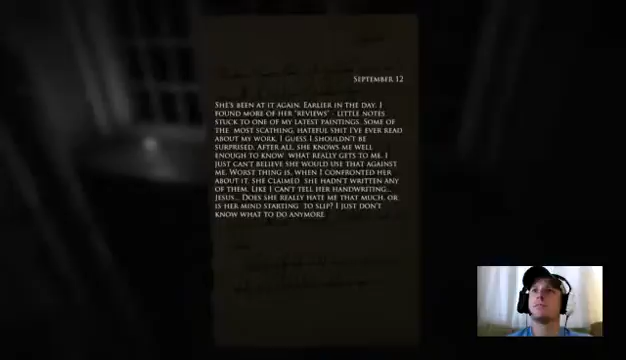 September 12
She's been at it again. Earlier in the day, I
found more of her "reviews" - little notes
stuck to one of my latest paintings. Some of
the most scathing, hateful shit I've ever read
about my work. I guess I shouldn't be
surprised. After all, she knows me well
enough to know what really gets to me. I
just can't believe she would use that against
me. Worst thing is, when I confronted her
about it, she claimed she hadn't written any
of them. Like I can't tell her handwriting...
Jesus... Does she really hate me that much, or
is her mind starting to slip? I just don't
know what to do anymore.